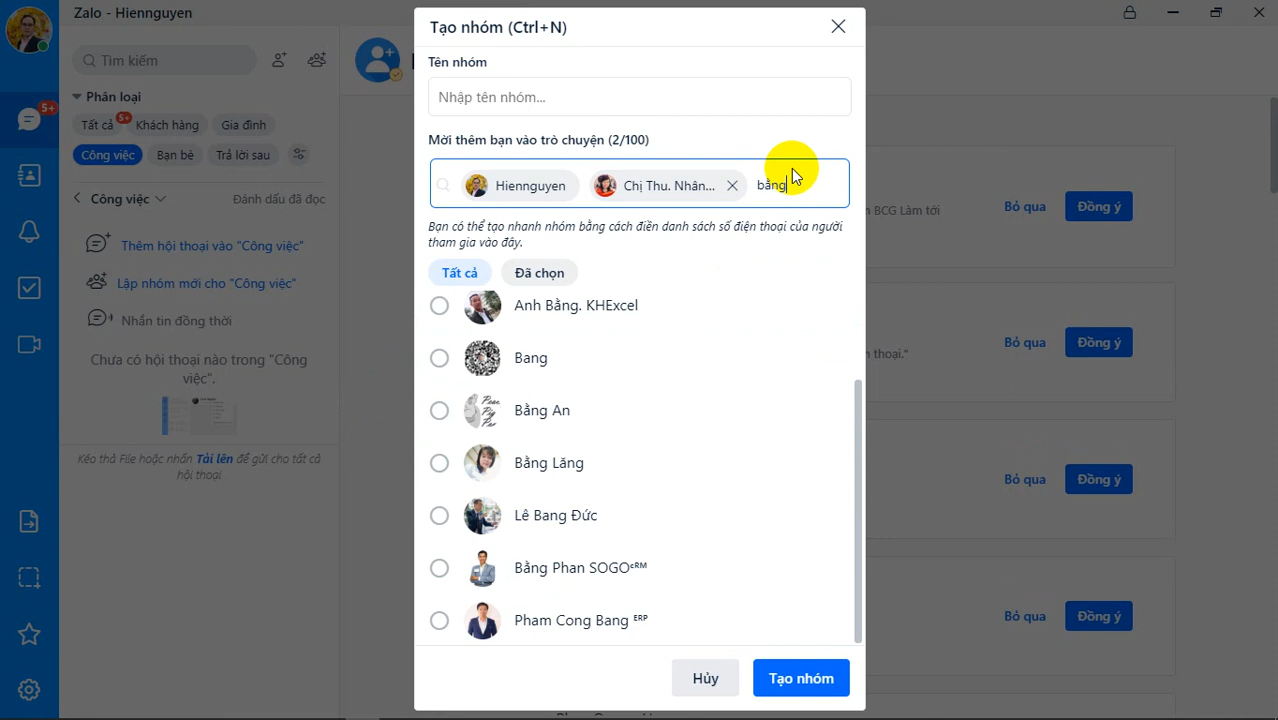 Zalo - Hiennguyen
Tìm kiếm
Phân loại
Tất cả
5+
Khách hàng
Gia đình
Công việc
Bạn bè
Trả lời sau
Công việc
Đánh dấu đã đọc
5+
Thêm hội thoại vào "Công việc"
Lập nhóm mới cho "Công việc"
Nhắn tin đồng thời
Chưa có hội thoại nào trong "Công
việc".
Kéo thả File hoặc nhấn Tải lên để gửi cho tất cả
hội thoại
Tạo nhóm (Ctrl+N)
Tên nhóm
Nhập tên nhóm...
Mời thêm bạn vào trò chuyện (2/100)
Hiennguyen
Chị Thu. Nhân...
bằng
Bạn có thể tạo nhanh nhóm bằng cách điền danh sách số điện thoại của người
tham gia vào đây.
Tất cả
Đã chọn
Anh Bằng. KHExcel
Bang
Bằng An
Bằng Lăng
Lê Bang Đức
Bằng Phan SOGOᶜᴿᴹ
Pham Cong Bang ᴱᴿᴾ
Hủy
Tạo nhóm
BCG Làm tới
Bỏ qua
Đồng ý
thoại."
Bỏ qua
Đồng ý
Bỏ qua
Đồng ý
Bỏ qua
Đồng ý